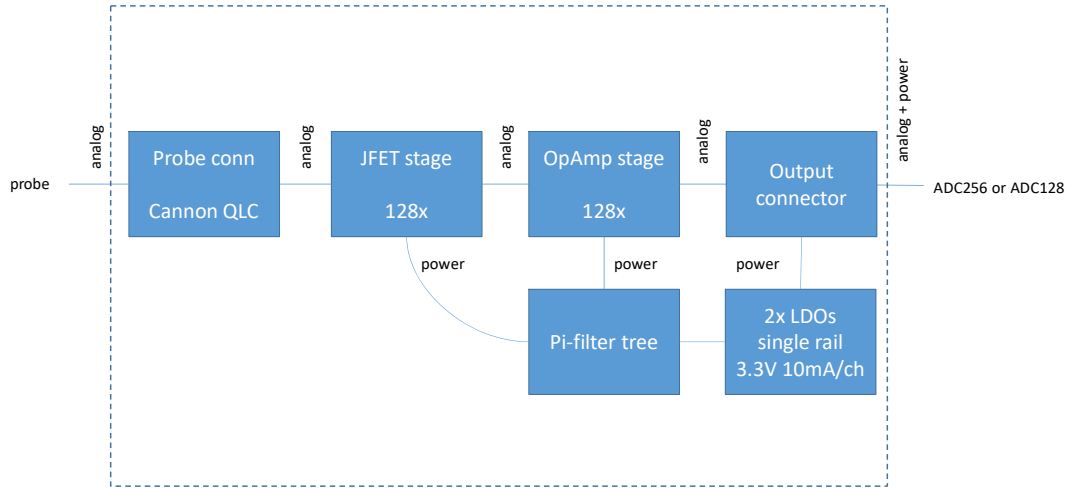 probe
analog
Probe conn
Cannon QLC
analog
JFET stage
128x
analog
OpAmp stage
128x
analog
Output
connector
analog + power
ADC256 or ADC128
power
power
power
Pi-filter tree
2x LDOs
single rail
3.3V 10mA/ch